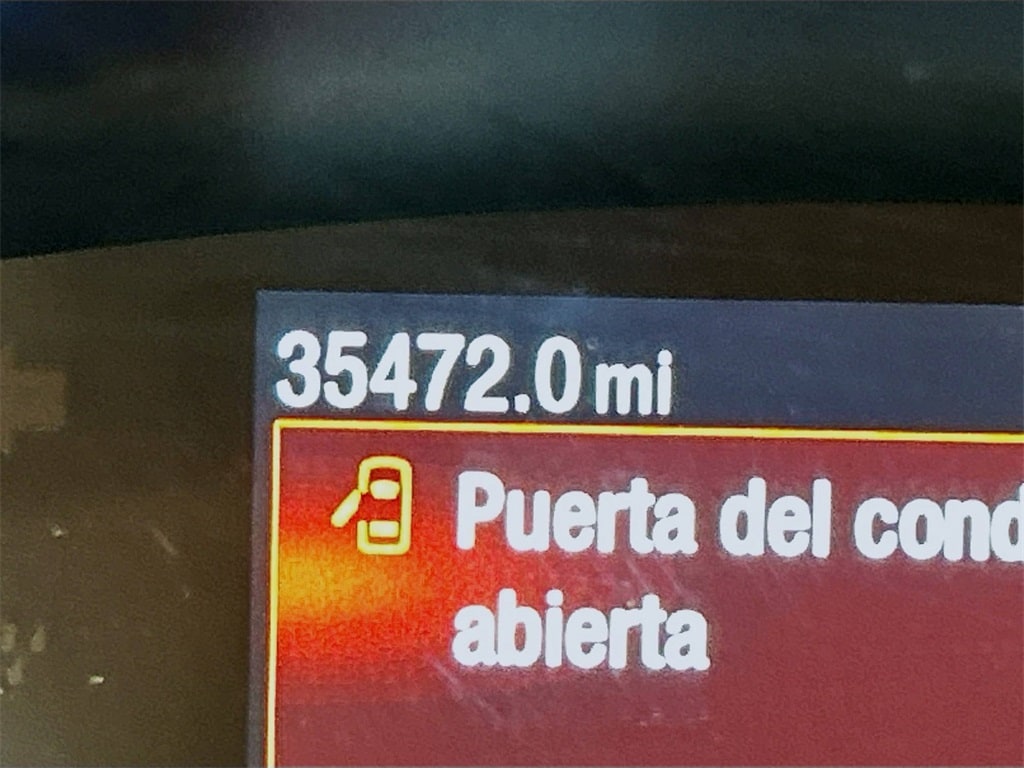 35472.0 mi
Puerta del cond
abierta